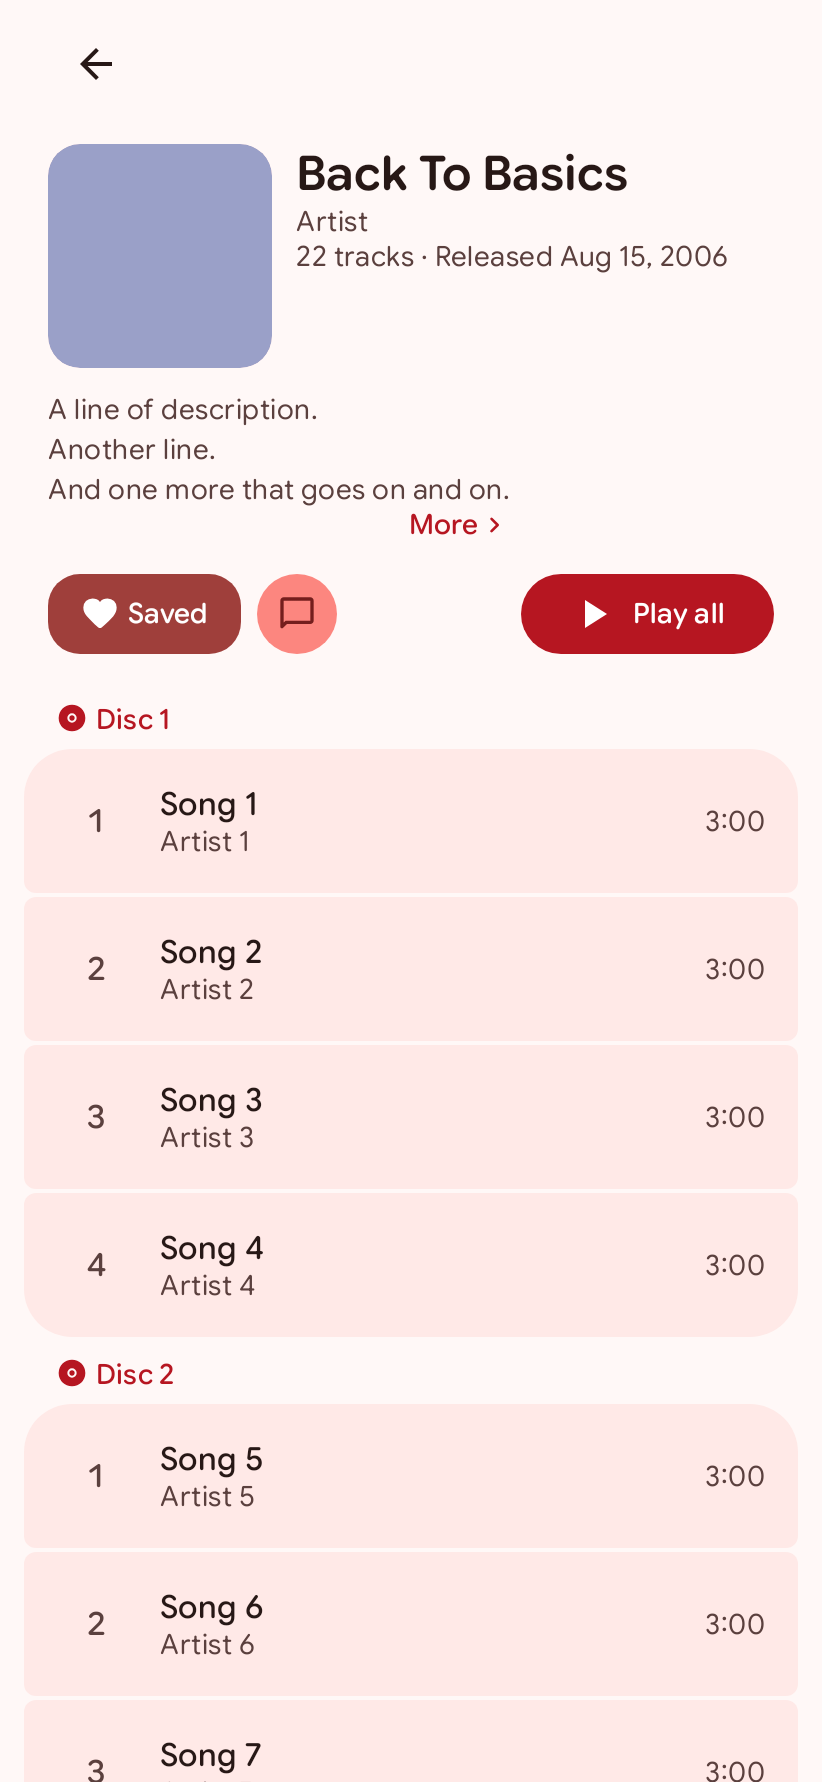 Back To Basics
Artist
22 tracks · Released Aug 15, 2006
A line of description.
Another line.
And one more that goes on and on.
More
Saved
Play all
Disc 1
1
Song 1
Artist 1
3:00
2
Song 2
Artist 2
3:00
3
Song 3
Artist 3
3:00
4
Song 4
Artist 4
3:00
Disc 2
1
Song 5
Artist 5
3:00
2
Song 6
Artist 6
3:00
3
Song 7
3:00